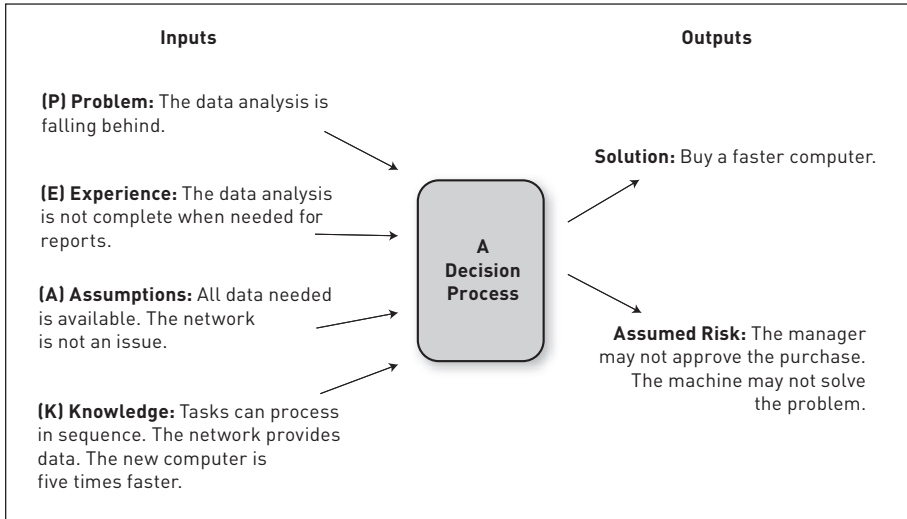 Inputs
Outputs
(P) Problem: The data analysis is
falling behind.
(E) Experience: The data analysis
is not complete when needed for
reports.
(A) Assumptions: All data needed
is available. The network
is not an issue.
(K) Knowledge: Tasks can process
in sequence. The network provides
data. The new computer is
five times faster.
A
Decision
Process
Solution: Buy a faster computer.
Assumed Risk: The manager
may not approve the purchase.
The machine may not solve
the problem.